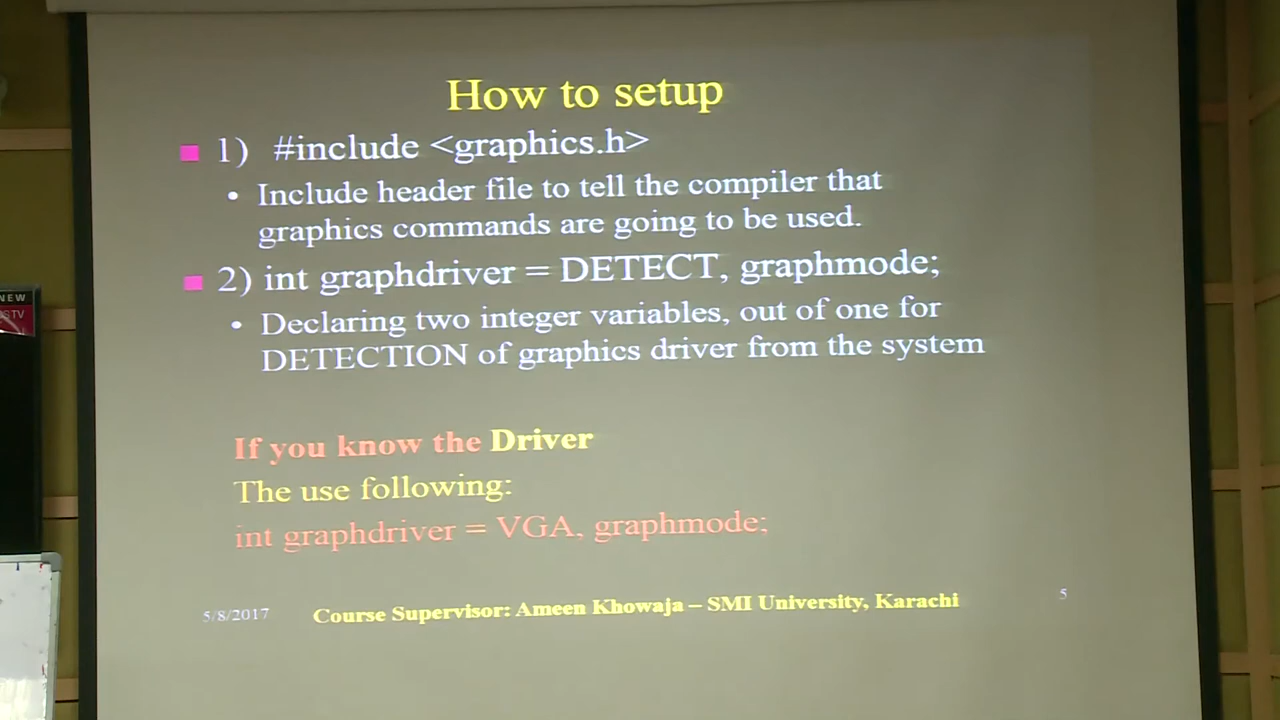 How to setup
1) #include <graphics.h>
• Include header file to tell the compiler that
graphics commands are going to be used.
2) int graphdriver = DETECT, graphmode;
• Declaring two integer variables, out of one for
DETECTION of graphics driver from the system
If you know the Driver
The use following:
int graphdriver = VGA, graphmode;
5/8/2017 Course Supervisor: Ameen Khowaja – SMI University, Karachi 5
NEW
STV